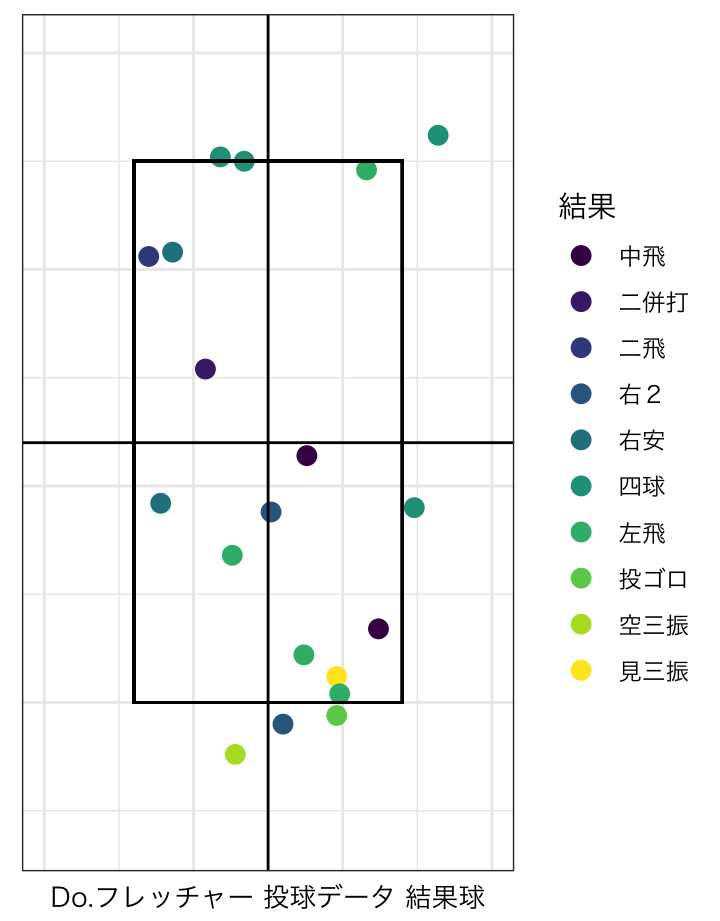 結果
中飛
二併打
二飛
右２
右安
四球
左飛
投ゴロ
空三振
見三振
Do.フレッチャー 投球データ 結果球